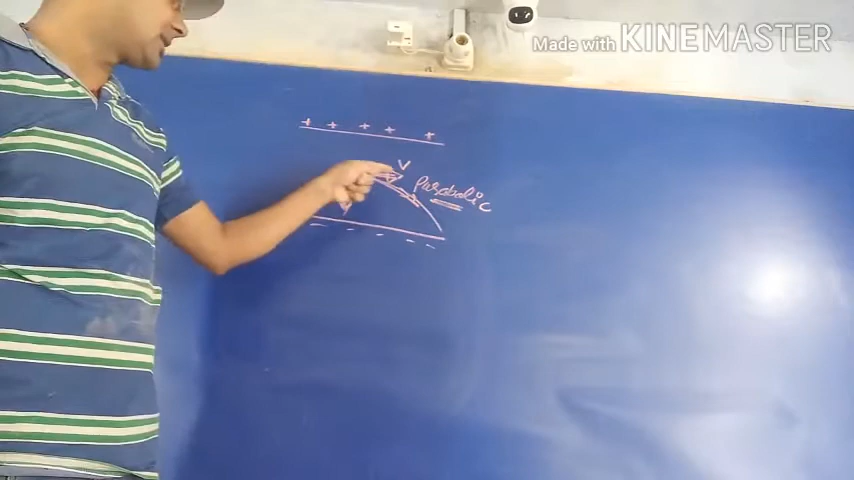 Made with KINEMASTER
+ + + + +
V
Parabolic
- - - - -